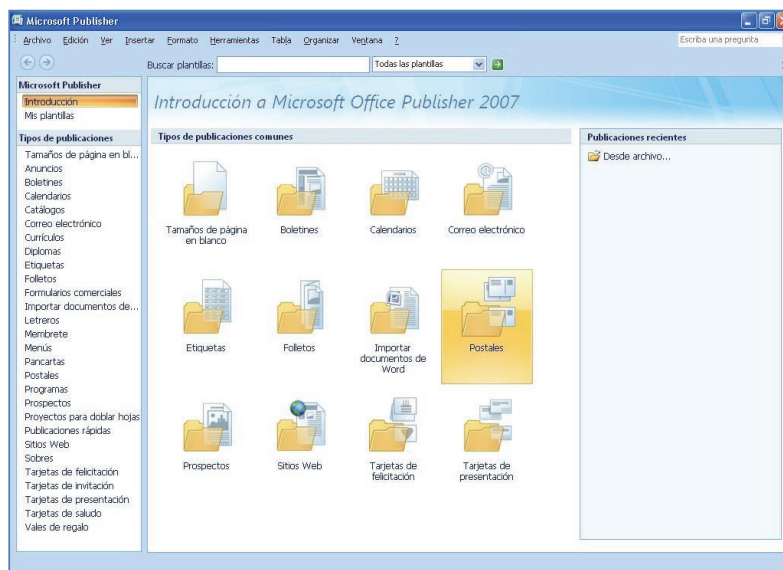 Microsoft Publisher
Archivo Edición Ver Insertar Formato Herramientas Tabla Organizar Ventana ?
Escriba una pregunta
Buscar plantillas: Todas las plantillas
Microsoft Publisher
Introducción
Mis plantillas
Tipos de publicaciones
Tamaños de página en bl...
Anuncios
Boletines
Calendarios
Catálogos
Correo electrónico
Currículos
Diplomas
Etiquetas
Folletos
Formularios comerciales
Importar documentos de...
Letreros
Membrete
Menús
Pancartas
Postales
Programas
Prospectos
Proyectos para doblar hojas
Publicaciones rápidas
Sitios Web
Sobres
Tarjetas de felicitación
Tarjetas de invitación
Tarjetas de presentación
Tarjetas de saludo
Vales de regalo
Introducción a Microsoft Office Publisher 2007
Tipos de publicaciones comunes
Tamaños de página
en blanco
Boletines
Calendarios
Correo electrónico
Etiquetas
Folletos
Importar
documentos de
Word
Postales
Prospectos
Sitios Web
Tarjetas de
felicitación
Tarjetas de
presentación
Publicaciones recientes
Desde archivo...